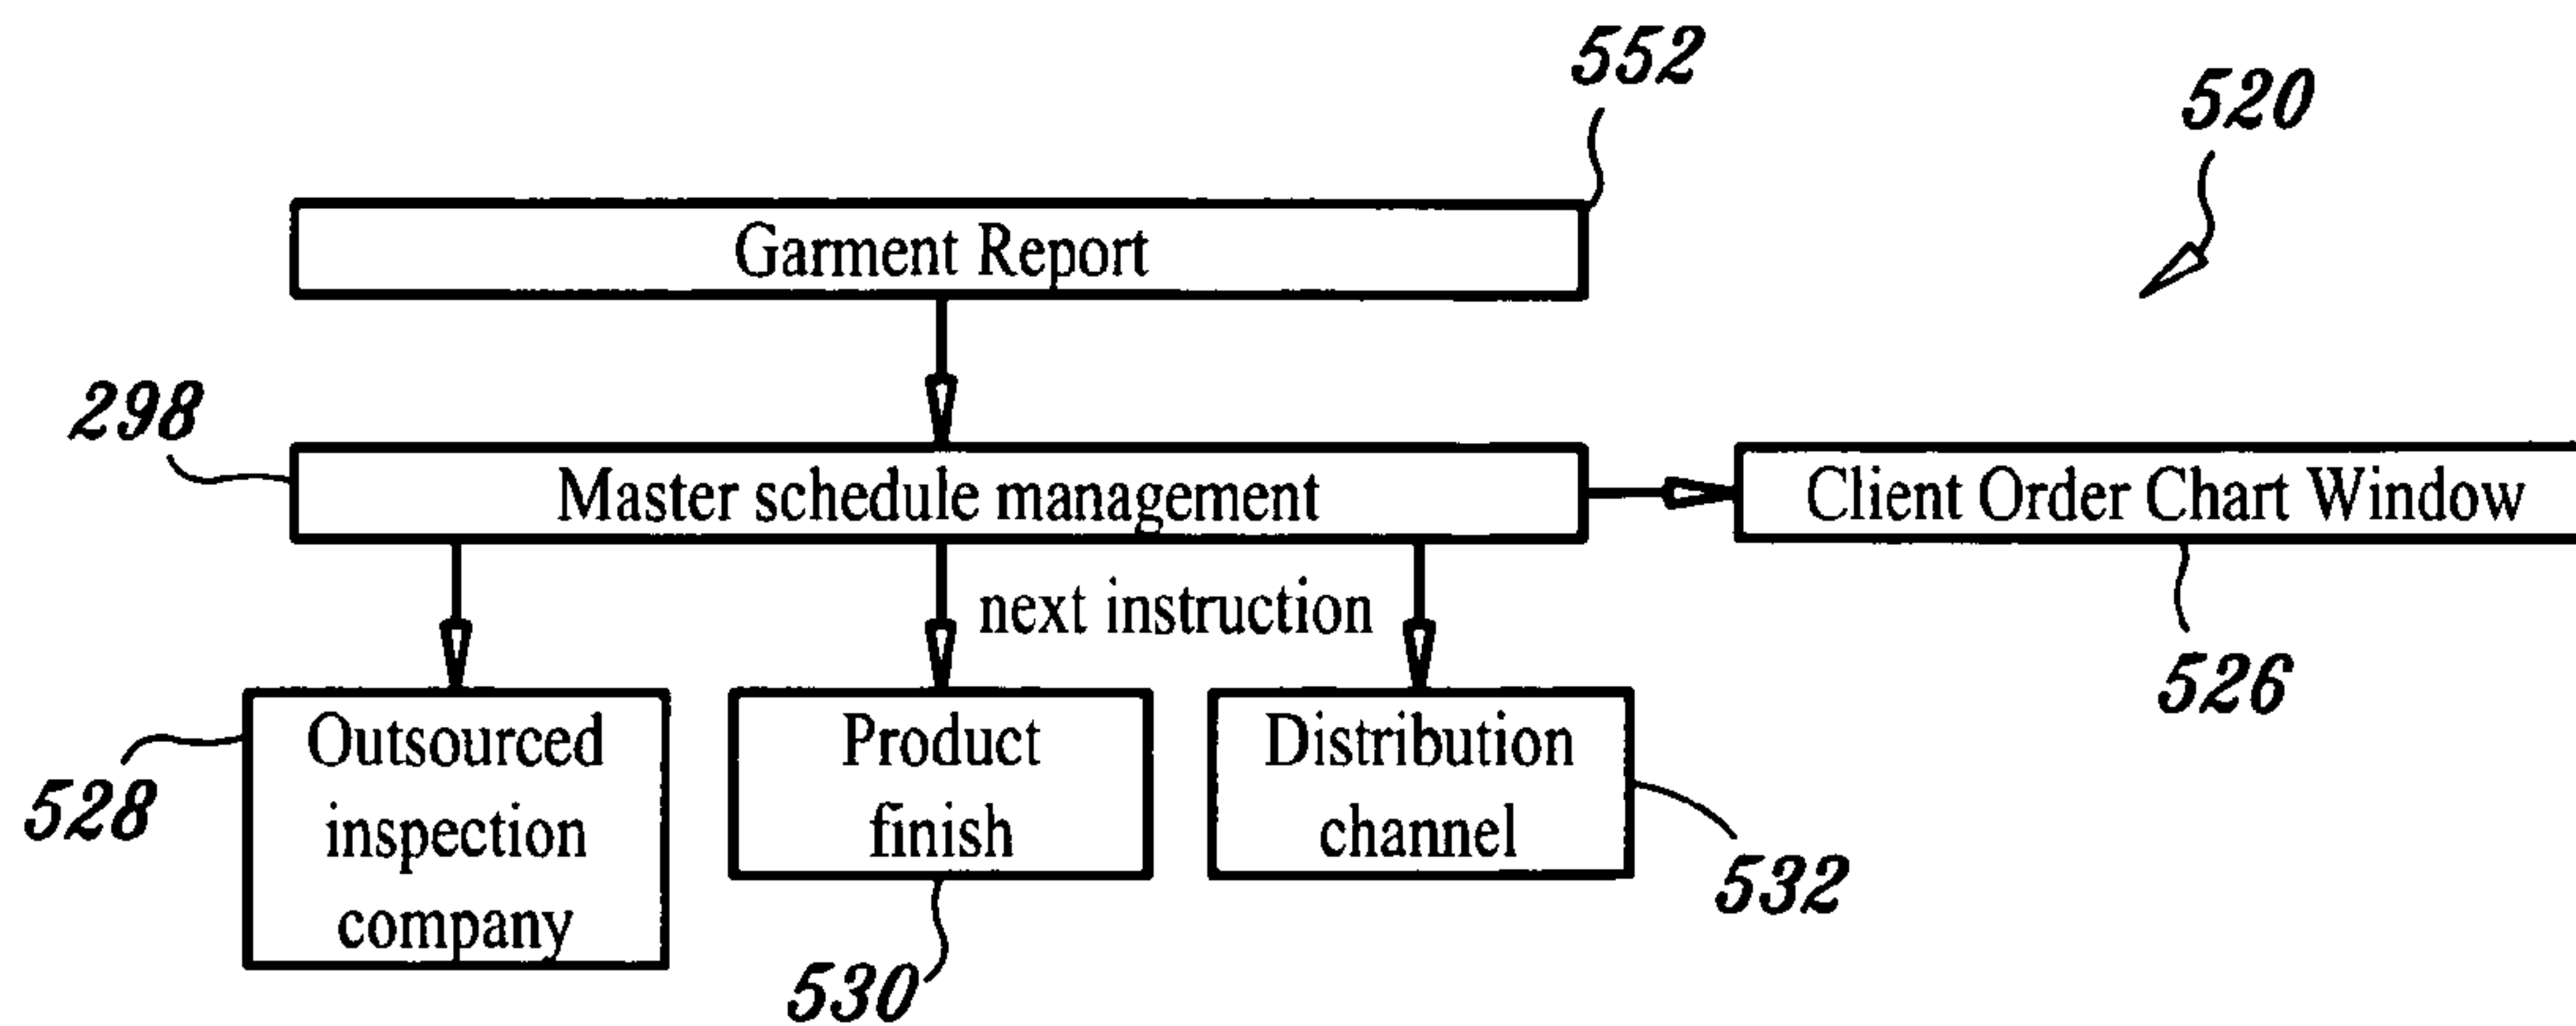 552
520
Garment Report
298
Master schedule management
Client Order Chart Window
next instruction
526
Outsourced
inspection
company
Product
finish
Distribution
channel
528
532
530